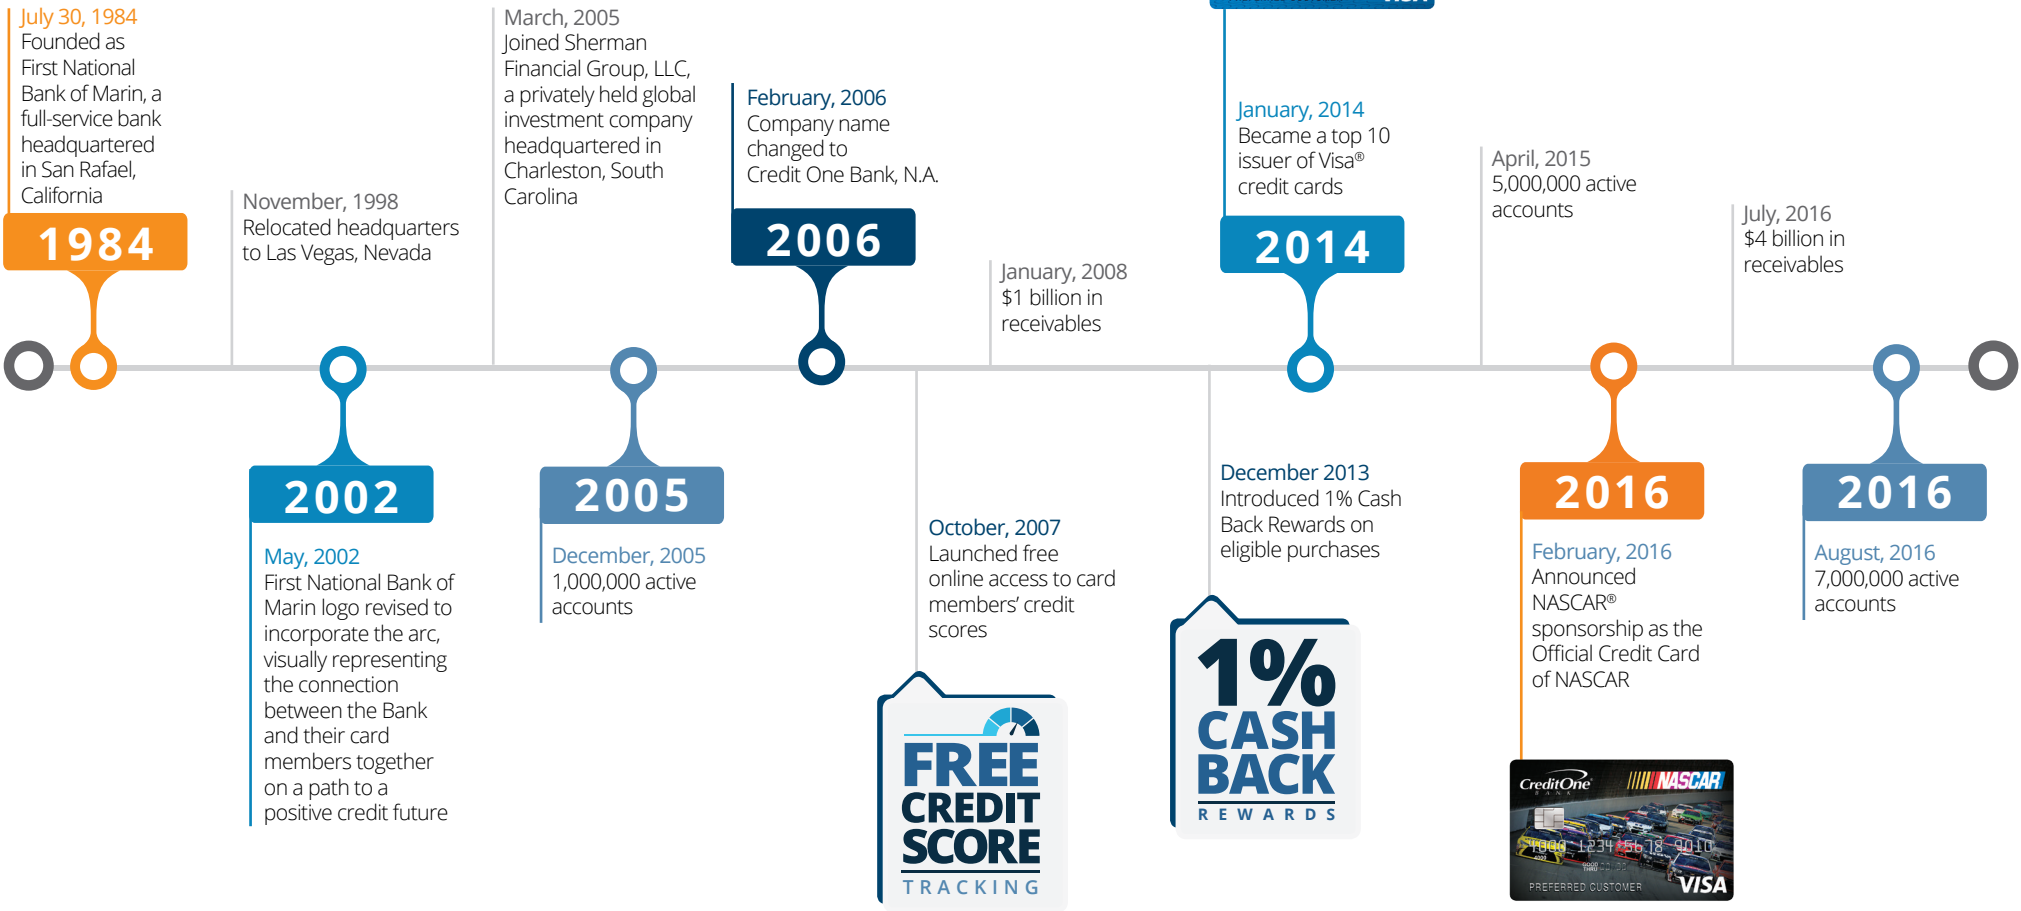 July 30, 1984
Founded as
First National
Bank of Marin, a
full-service bank
headquartered
in San Rafael,
California
1984
November, 1998
Relocated headquarters
to Las Vegas, Nevada
2002
May, 2002
First National Bank of
Marin logo revised to
incorporate the arc,
visually representing
the connection
between the Bank
and their card
members together
on a path to a
positive credit future
March, 2005
Joined Sherman
Financial Group, LLC,
a privately held global
investment company
headquartered in
Charleston, South
Carolina
2005
December, 2005
1,000,000 active
accounts
February, 2006
Company name
changed to
Credit One Bank, N.A.
2006
October, 2007
Launched free
online access to card
members’ credit
scores
FREE
CREDIT
SCORE
TRACKING
January, 2008
$1 billion in
receivables
December 2013
Introduced 1% Cash
Back Rewards on
eligible purchases
1%
CASH
BACK
REWARDS
January, 2014
Became a top 10
issuer of Visa®
credit cards
2014
April, 2015
5,000,000 active
accounts
2016
February, 2016
Announced
NASCAR®
sponsorship as the
Official Credit Card
of NASCAR
CreditOne
BANK
NASCAR
4000 1234 5678 9010
4000
PREFERRED CUSTOMER
VISA
July, 2016
$4 billion in
receivables
2016
August, 2016
7,000,000 active
accounts